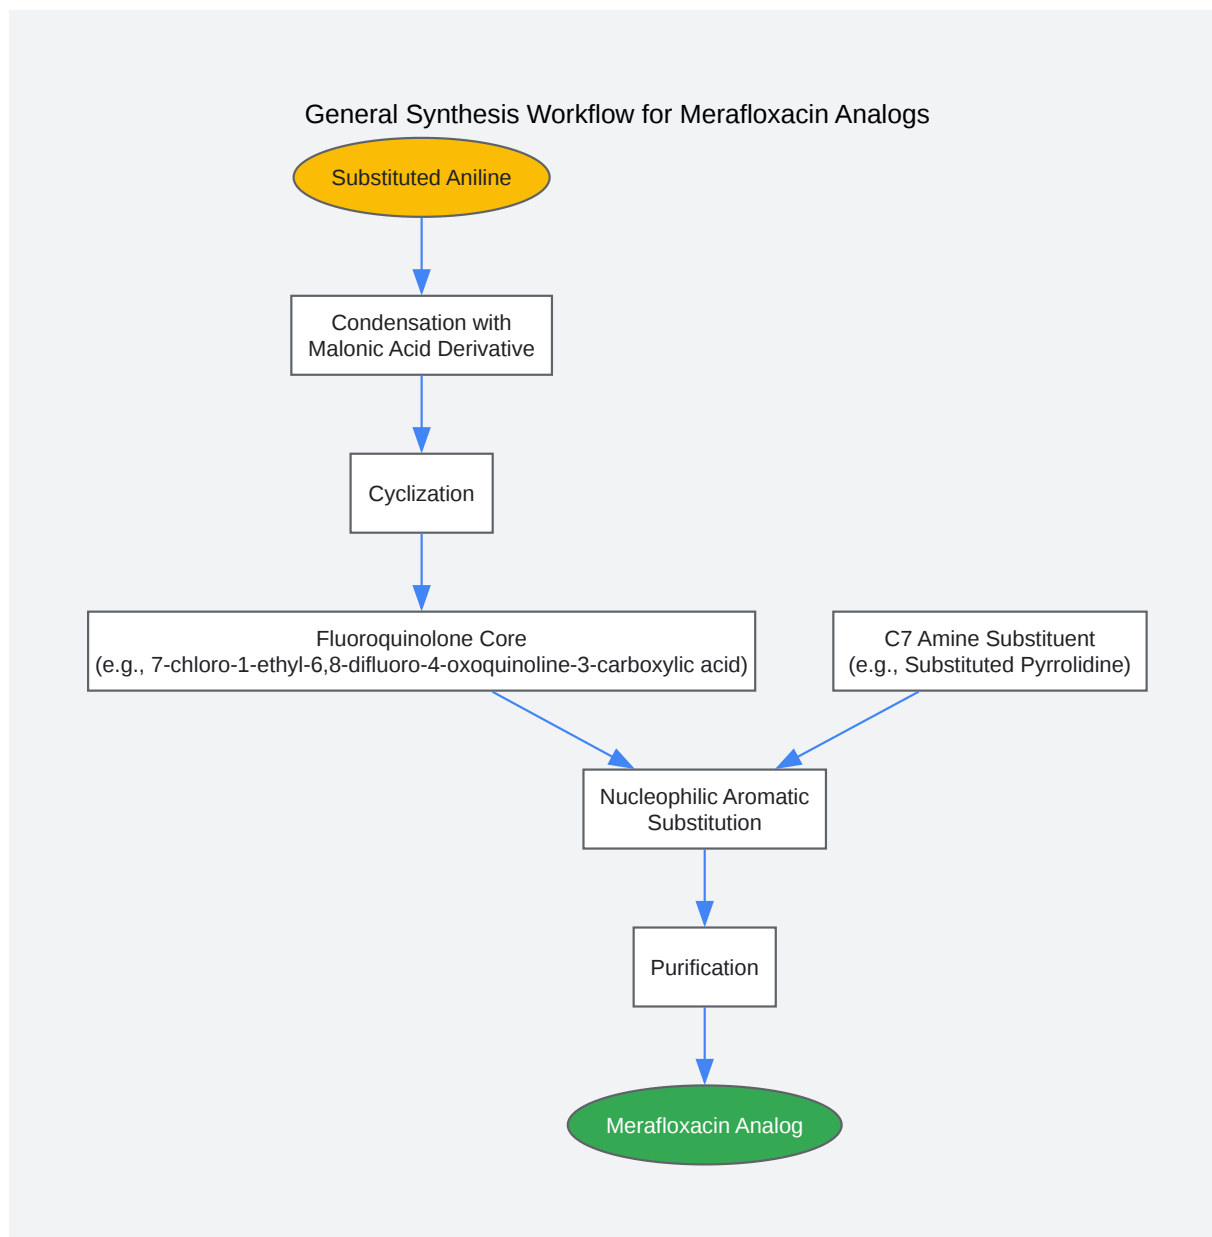 General Synthesis Workflow for Merafloxacin Analogs
Substituted Aniline
Condensation with
Malonic Acid Derivative
Cyclization
Fluoroquinolone Core
(e.g., 7-chloro-1-ethyl-6,8-difluoro-4-oxoquinoline-3-carboxylic acid)
C7 Amine Substituent
(e.g., Substituted Pyrrolidine)
Nucleophilic Aromatic
Substitution
Purification
Merafloxacin Analog